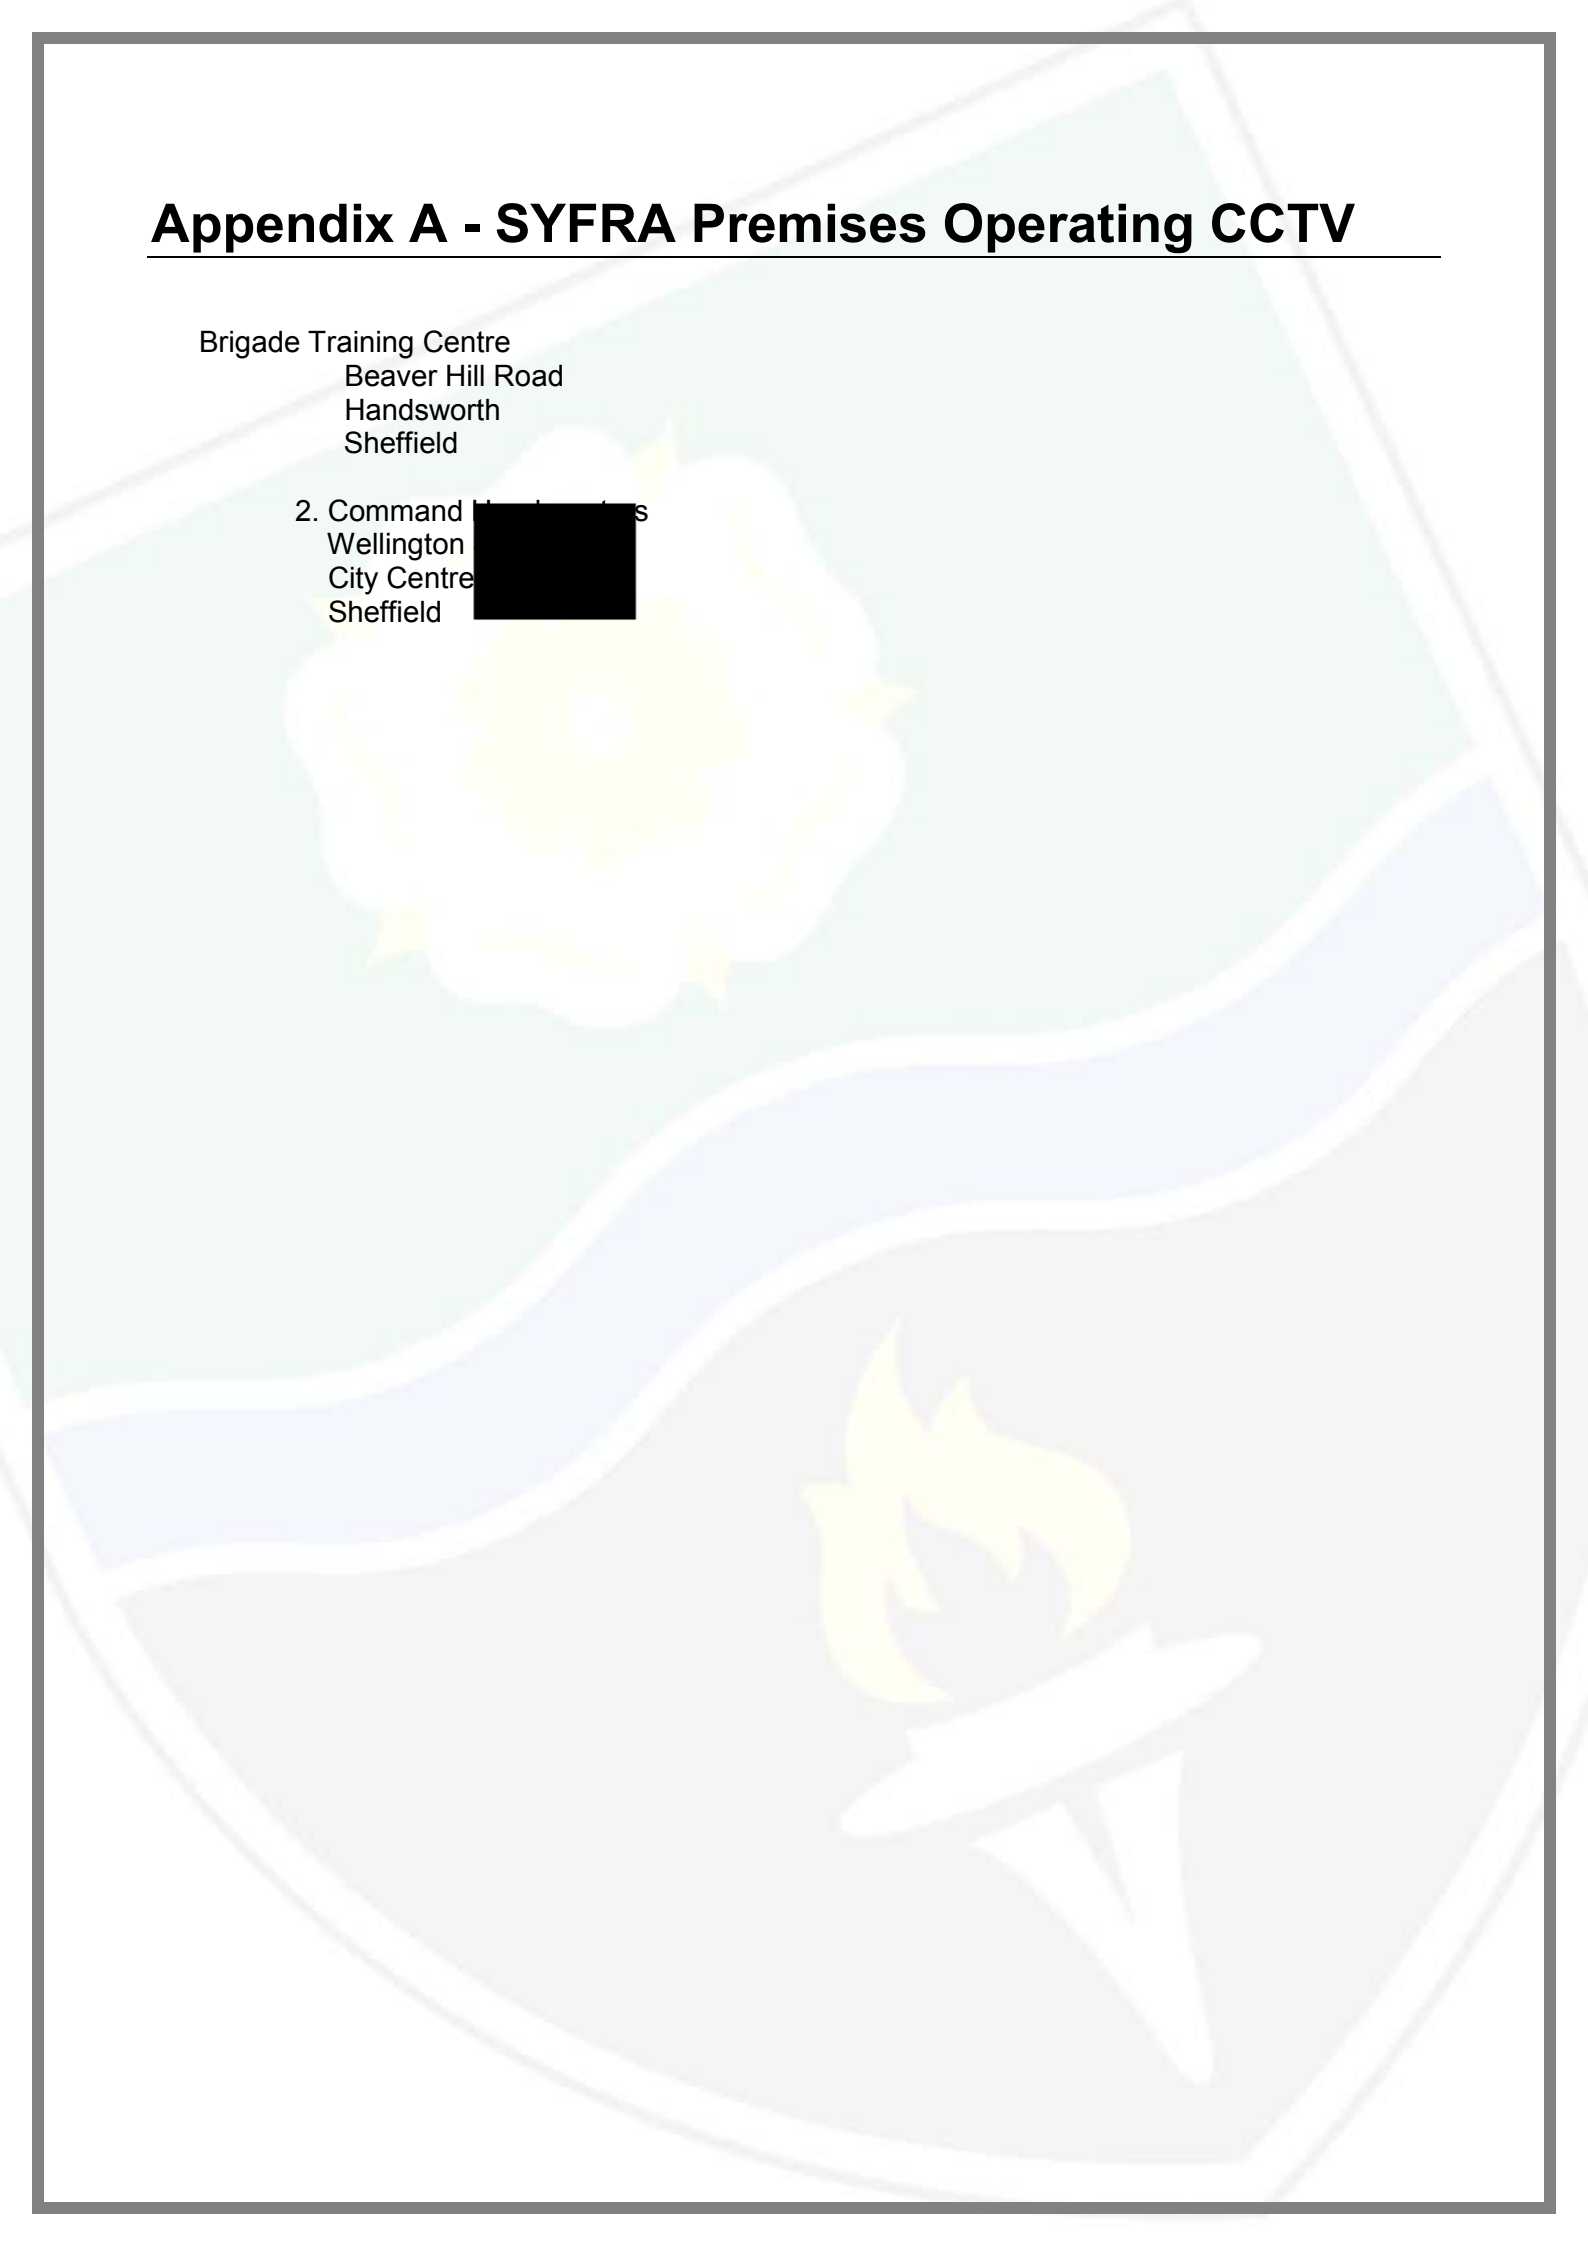 Appendix A - SYFRA Premises Operating CCTV
Brigade Training Centre
Beaver Hill Road
Handsworth
Sheffield
2. Command
Wellington
City Centre
Sheffield